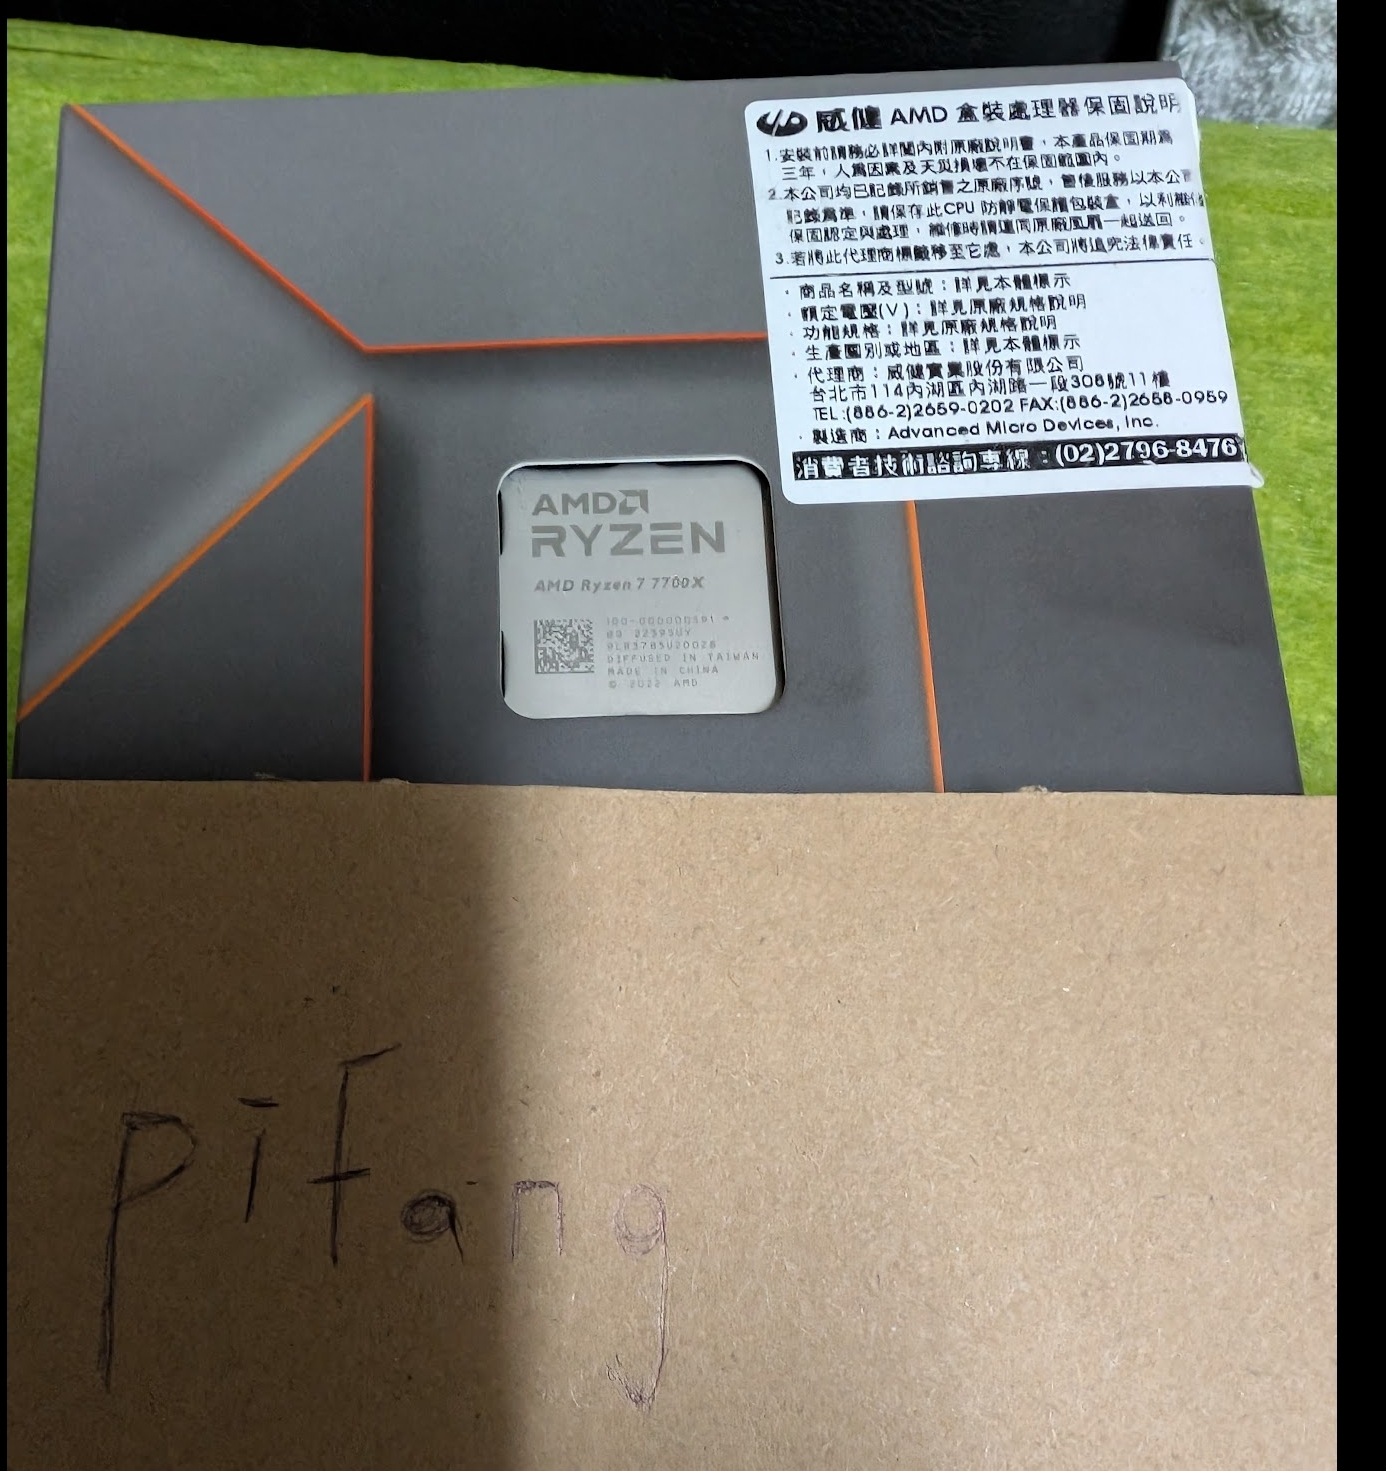 威健 AMD 盒裝處理器保固說明
1.安裝前請務必詳閱內附原廠說明書，本產品保固期為
三年，人為因素及天災損壞不在保固範圍內。
2.本公司均已記錄所銷售之原廠序號，售後服務以本公司
記錄為準，請保存此CPU 防靜電保護包裝盒，以利維修
保固認定與處理，維修時請連同原廠風扇一起送回。
3.若將此代理商標籤移至它處，本公司將追究法律責任。
· 商品名稱及型號：詳見本體標示
· 額定電壓(V)：詳見原廠規格說明
· 功能規格：詳見原廠規格說明
· 生產國別或地區：詳見本體標示
· 代理商：威健實業股份有限公司
台北市114內湖區內湖路一段308號11樓
TEL:(886-2)2659-0202 FAX:(886-2)2658-0959
· 製造商：Advanced Micro Devices, Inc.
消費者技術諮詢專線：(02)2796-8476
AMD
RYZEN
AMD Ryzen 7 7700X
DIFFUSED IN TAIWAN
MADE IN CHINA
© 2022 AMD
pifang